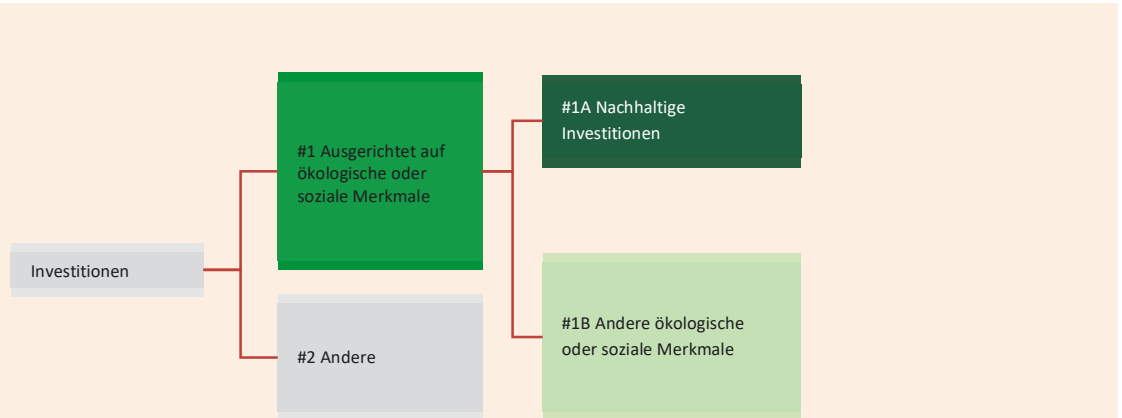 Investitionen
#1 Ausgerichtet auf
ökologische oder
soziale Merkmale
#2 Andere
#1A Nachhaltige
Investitionen
#1B Andere ökologische
oder soziale Merkmale